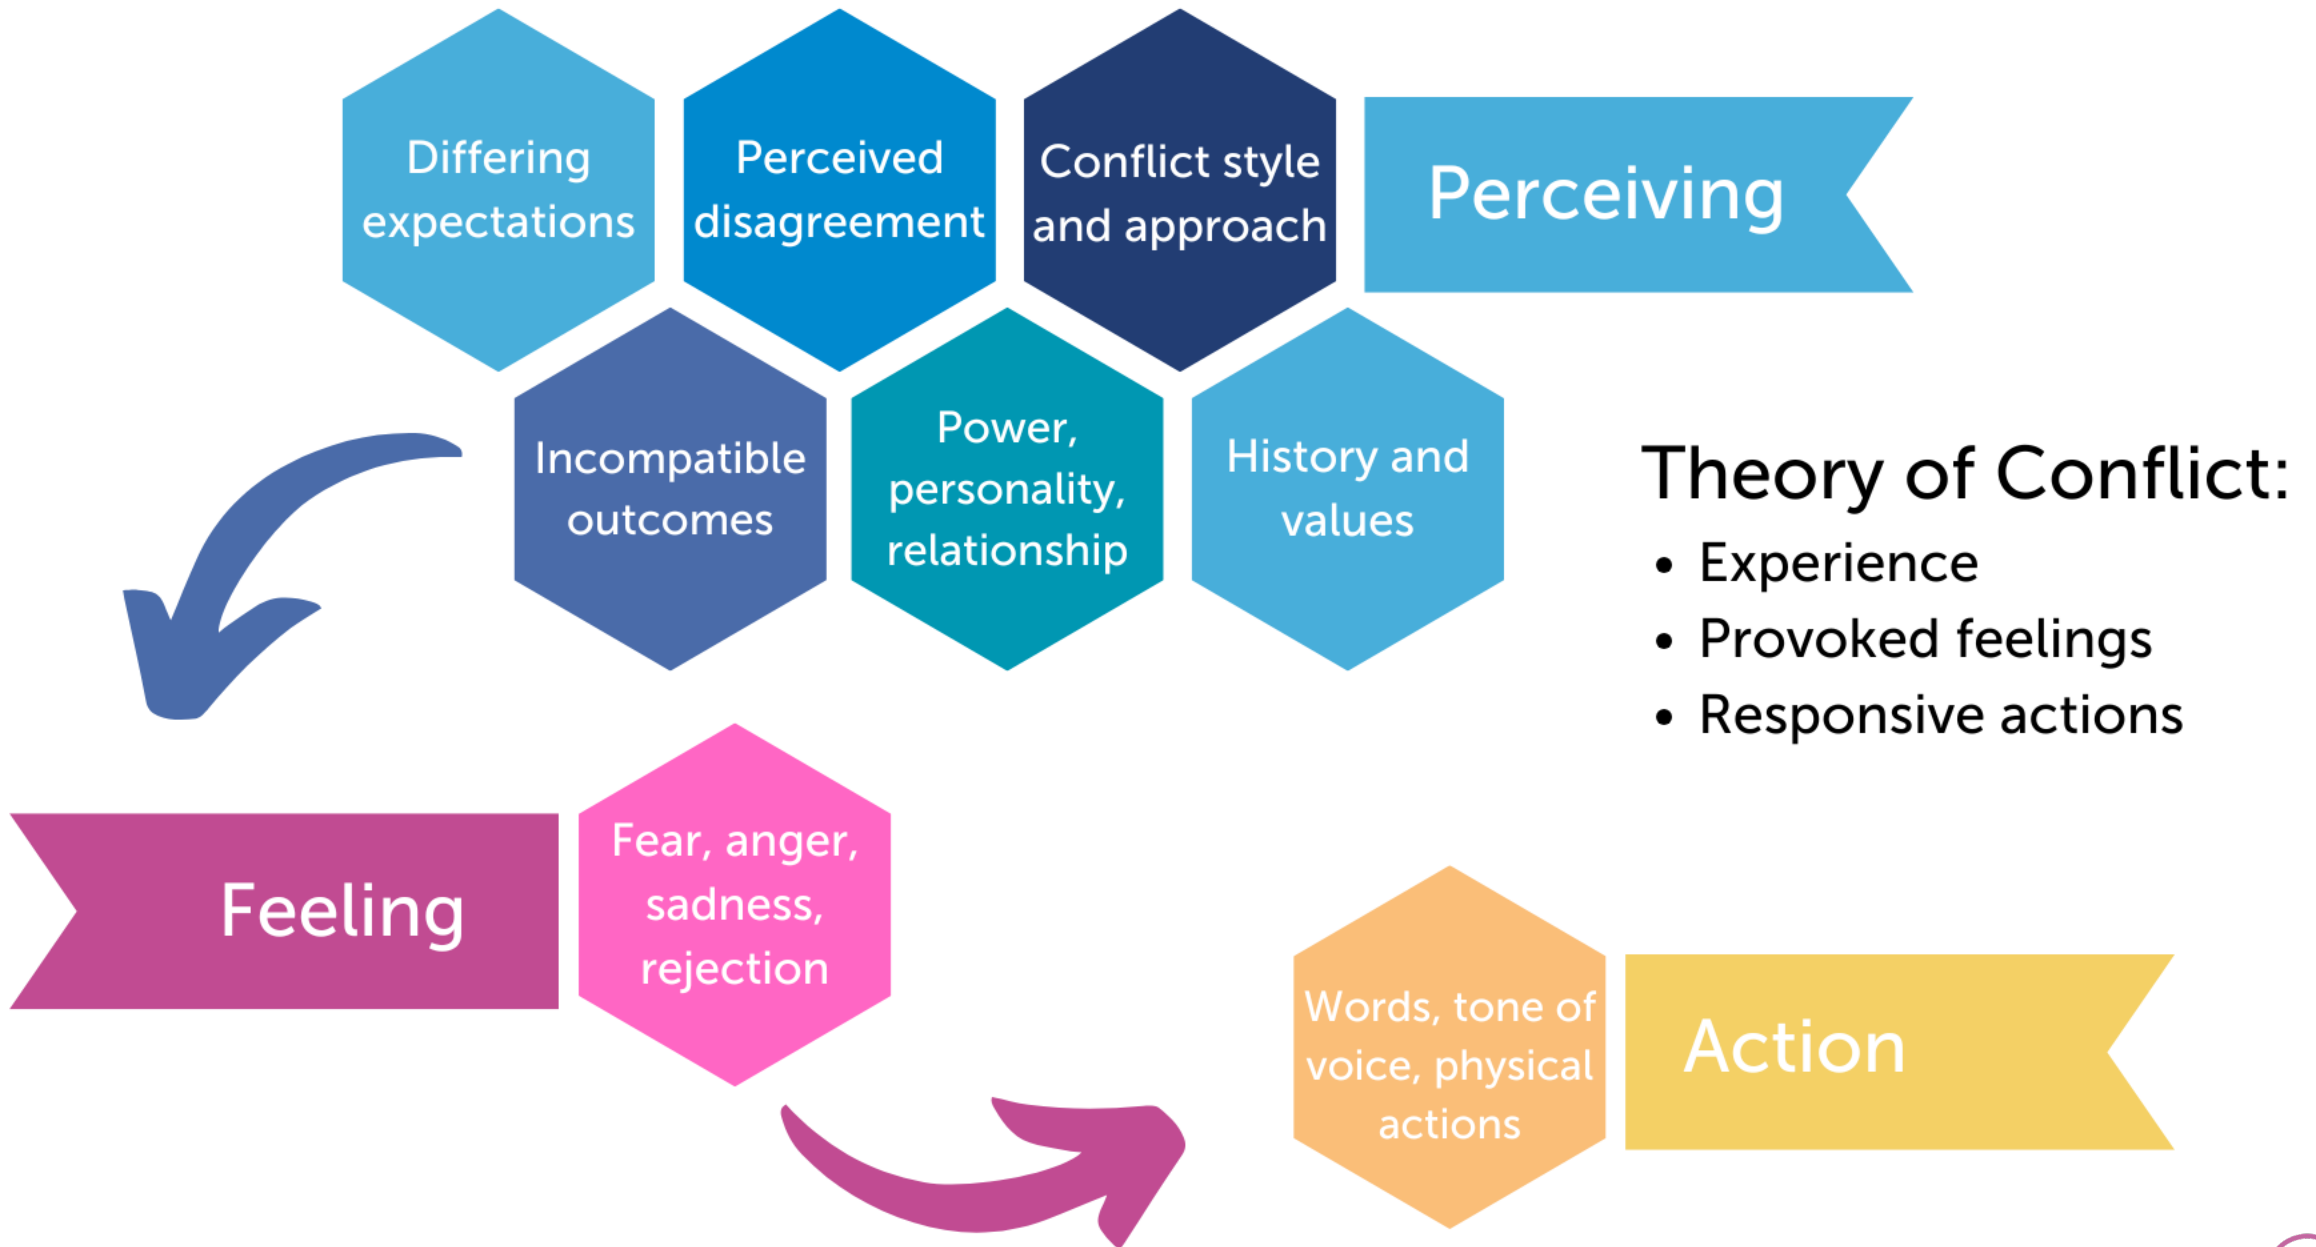 Differing
expectations
Perceived
disagreement
Conflict style
and approach
Perceiving
Incompatible
outcomes
Power,
personality,
relationship
History and
values
Theory of Conflict:
• Experience
• Provoked feelings
• Responsive actions
Feeling
Fear, anger,
sadness,
rejection
Words, tone of
voice, physical
actions
Action